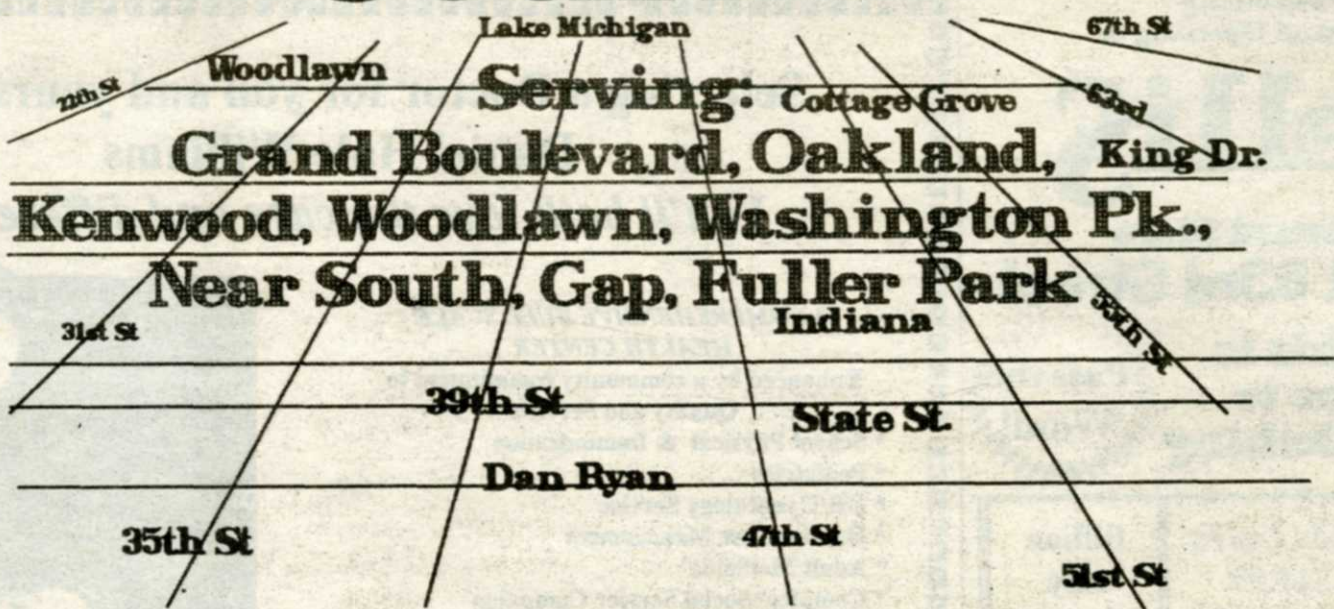 Lake Michigan
67th St
Woodlawn
22th St
Serving:
Cottage Grove
63rd
Grand Boulevard, Oakland,
King Dr.
Kenwood, Woodlawn, Washington Pk.,
Near South, Gap, Fuller Park
31st St
Indiana
55th St
39th St
State St.
Dan Ryan
35th St
47th St
51st St
HEALTH CENTER